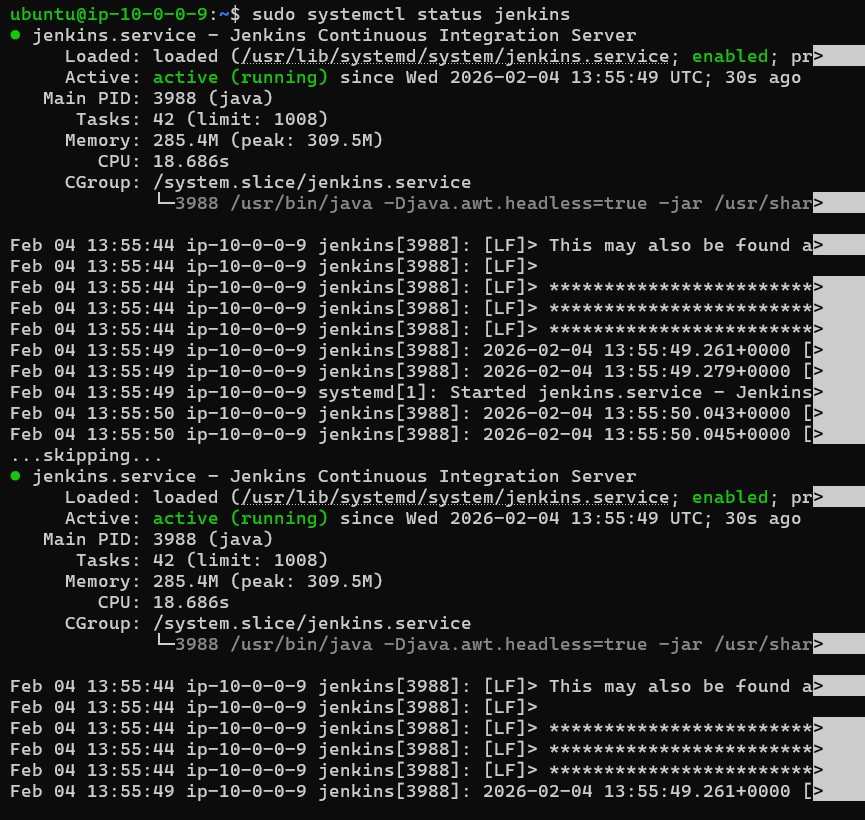 ubuntu@ip-10-0-0-9:~$ sudo systemctl status jenkins
● jenkins.service - Jenkins Continuous Integration Server
     Loaded: loaded (/usr/lib/systemd/system/jenkins.service; enabled; pr>
     Active: active (running) since Wed 2026-02-04 13:55:49 UTC; 30s ago
   Main PID: 3988 (java)
      Tasks: 42 (limit: 1008)
     Memory: 285.4M (peak: 309.5M)
        CPU: 18.686s
     CGroup: /system.slice/jenkins.service
             └─3988 /usr/bin/java -Djava.awt.headless=true -jar /usr/shar>

Feb 04 13:55:44 ip-10-0-0-9 jenkins[3988]: [LF]> This may also be found a>
Feb 04 13:55:44 ip-10-0-0-9 jenkins[3988]: [LF]>
Feb 04 13:55:44 ip-10-0-0-9 jenkins[3988]: [LF]> ************************>
Feb 04 13:55:44 ip-10-0-0-9 jenkins[3988]: [LF]> ************************>
Feb 04 13:55:44 ip-10-0-0-9 jenkins[3988]: [LF]> ************************>
Feb 04 13:55:49 ip-10-0-0-9 jenkins[3988]: 2026-02-04 13:55:49.261+0000 [>
Feb 04 13:55:49 ip-10-0-0-9 jenkins[3988]: 2026-02-04 13:55:49.279+0000 [>
Feb 04 13:55:49 ip-10-0-0-9 systemd[1]: Started jenkins.service - Jenkins>
Feb 04 13:55:50 ip-10-0-0-9 jenkins[3988]: 2026-02-04 13:55:50.043+0000 [>
Feb 04 13:55:50 ip-10-0-0-9 jenkins[3988]: 2026-02-04 13:55:50.045+0000 [>
...skipping...
● jenkins.service - Jenkins Continuous Integration Server
     Loaded: loaded (/usr/lib/systemd/system/jenkins.service; enabled; pr>
     Active: active (running) since Wed 2026-02-04 13:55:49 UTC; 30s ago
   Main PID: 3988 (java)
      Tasks: 42 (limit: 1008)
     Memory: 285.4M (peak: 309.5M)
        CPU: 18.686s
     CGroup: /system.slice/jenkins.service
             └─3988 /usr/bin/java -Djava.awt.headless=true -jar /usr/shar>

Feb 04 13:55:44 ip-10-0-0-9 jenkins[3988]: [LF]> This may also be found a>
Feb 04 13:55:44 ip-10-0-0-9 jenkins[3988]: [LF]>
Feb 04 13:55:44 ip-10-0-0-9 jenkins[3988]: [LF]> ************************>
Feb 04 13:55:44 ip-10-0-0-9 jenkins[3988]: [LF]> ************************>
Feb 04 13:55:44 ip-10-0-0-9 jenkins[3988]: [LF]> ************************>
Feb 04 13:55:49 ip-10-0-0-9 jenkins[3988]: 2026-02-04 13:55:49.261+0000 [>